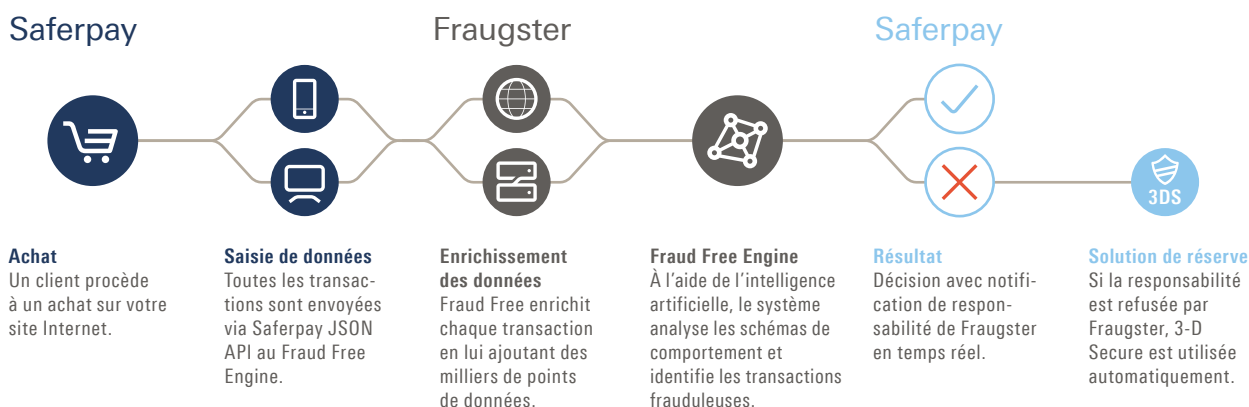 Saferpay
Fraugster
Saferpay
3DS
Achat
Un client procède
à un achat sur votre
site Internet.
Saisie de données
Toutes les transac-
tions sont envoyées
via Saferpay JSON
API au Fraud Free
Engine.
Enrichissement
des données
Fraud Free enrichit
chaque transaction
en lui ajoutant des
milliers de points
de données.
Fraud Free Engine
À l’aide de l’intelligence
artificielle, le système
analyse les schémas de
comportement et
identifie les transactions
frauduleuses.
Résultat
Décision avec notifi-
cation de respon-
sabilité de Fraugster
en temps réel.
Solution de réserve
Si la responsabilité
est refusée par
Fraugster, 3-D
Secure est utilisée
automatiquement.